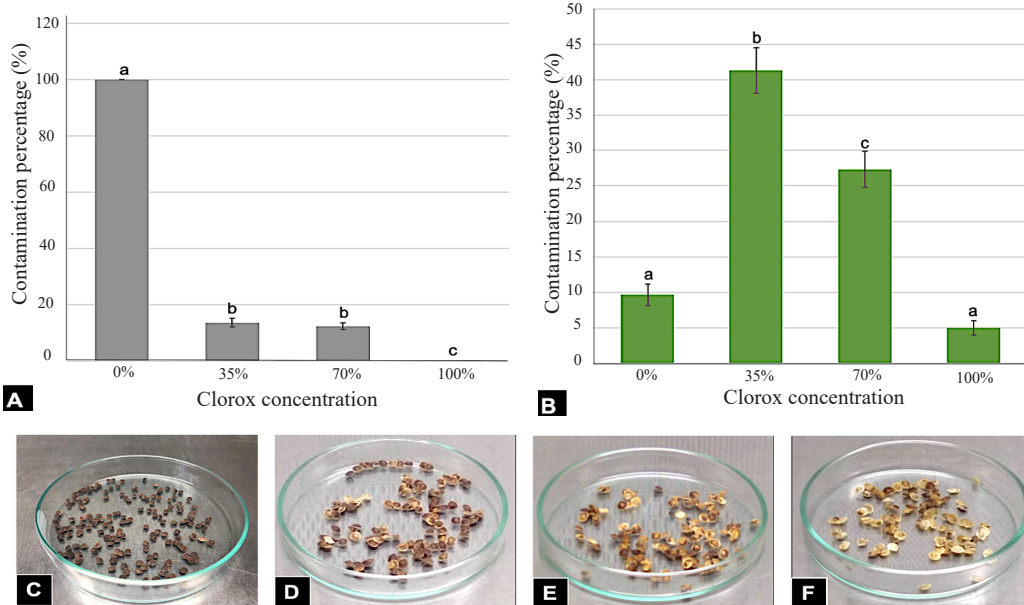 Contamination percentage (%)
120
100
80
60
40
20
0
a
b
b
c
0%
35%
70%
100%
Clorox concentration
A
Contamination percentage (%)
50
45
40
35
30
25
20
15
10
5
0
a
b
c
a
0%
35%
70%
100%
Clorox concentration
B
C
D
E
F